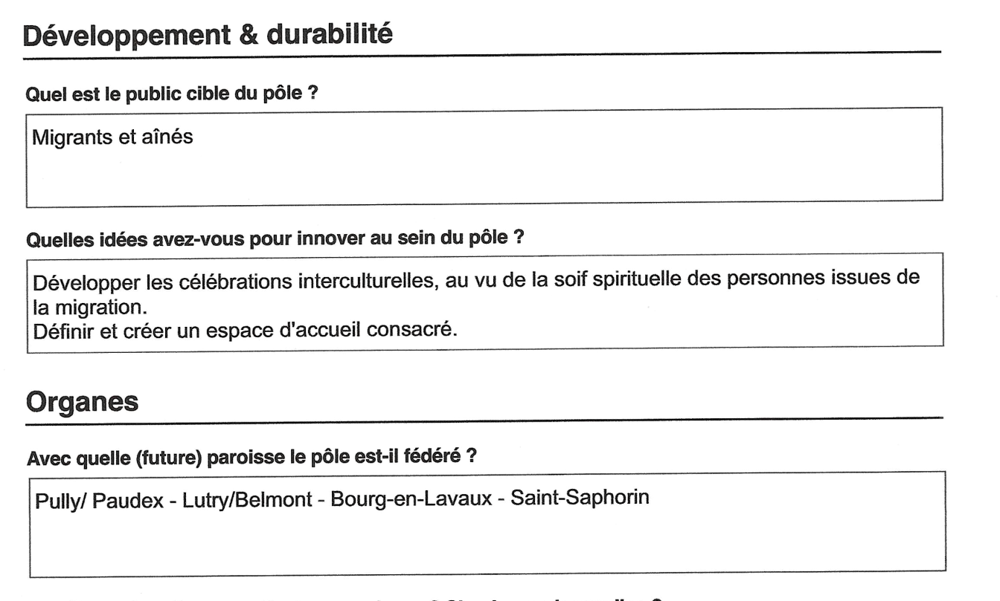 Développement & durabilité
Quel est le public cible du pôle ?
Migrants et aînés
Quelles idées avez-vous pour innover au sein du pôle ?
Développer les célébrations interculturelles, au vu de la soif spirituelle des personnes issues de
la migration.
Définir et créer un espace d'accueil consacré.
Organes
Avec quelle (future) paroisse le pôle est-il fédéré ?
Pully/ Paudex - Lutry/Belmont - Bourg-en-Lavaux - Saint-Saphorin